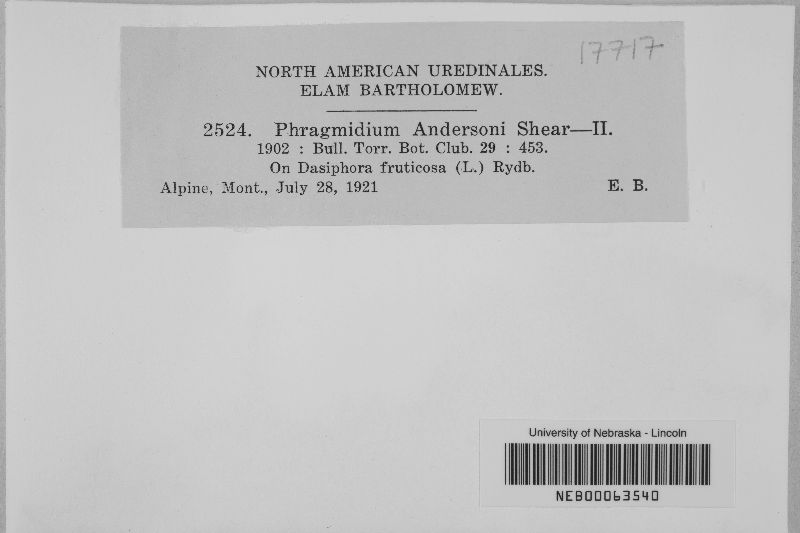 17717
NORTH AMERICAN UREDINALES.
ELAM BARTHOLOMEW.
2524. Phragmidium Andersoni Shear—II.
1902 : Bull. Torr. Bot. Club. 29 : 453.
On Dasiphora fruticosa (L.) Rydb.
Alpine, Mont., July 28, 1921 E. B.
University of Nebraska - Lincoln
NEB00063540